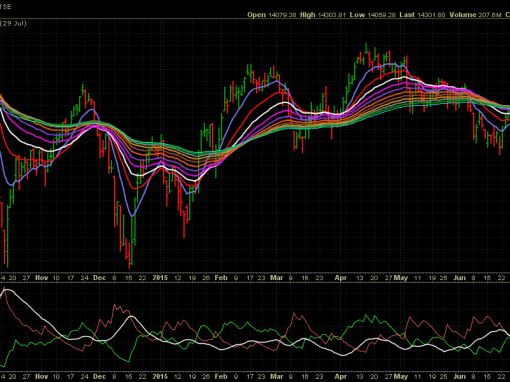 TSE
Open 14079.38 High 14303.81 Low 14059.28 Last 14301.80 Volume 207.6M C
(29 Jul)
4 20 27 Nov 10 17 24 Dec 8 15 22 2015 12 19 26 Feb 9 17 23 Mar 9 16 23 Apr 13 20 27 May 11 19 25 Jun 8 15 22
4 20 27 Nov 10 17 24 Dec 8 15 22 2015 12 19 26 Feb 9 17 23 Mar 9 16 23 Apr 13 20 27 May 11 19 25 Jun 8 15 22